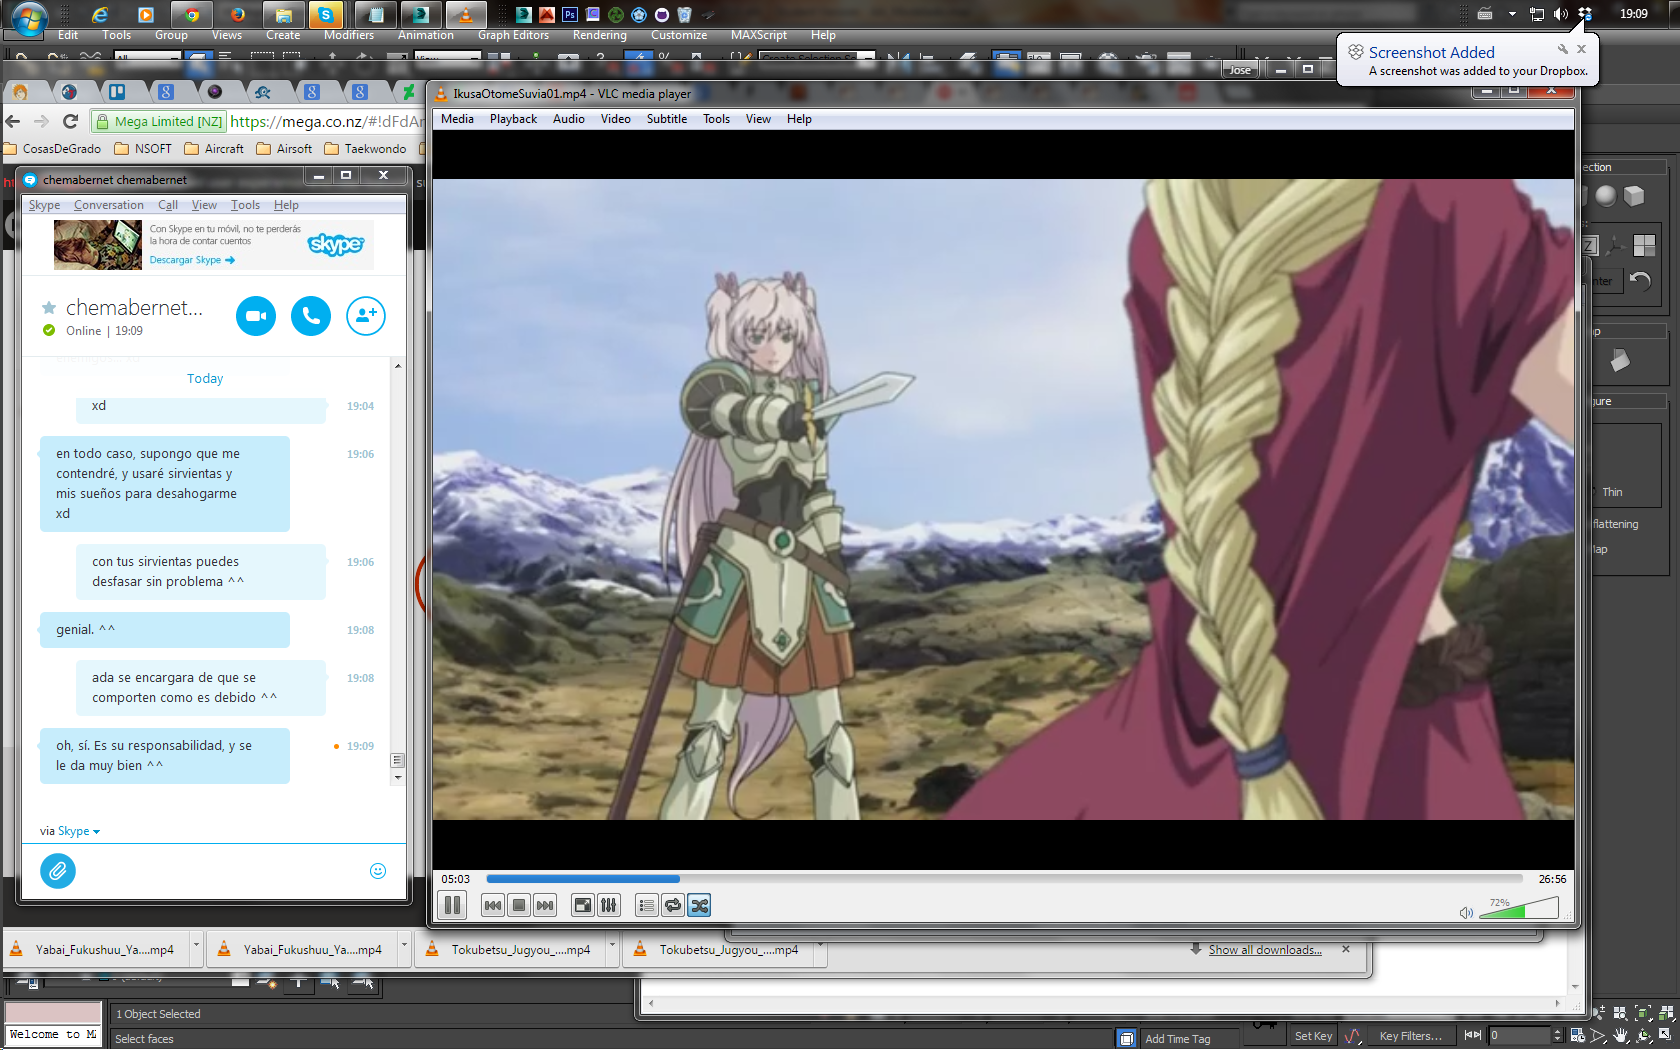 19:09
Edit Tools Group Views Create Modifiers Animation Graph Editors Rendering Customize MAXScript Help
Screenshot Added
A screenshot was added to your Dropbox.
Jose
IkusaOtomeSuvia01.mp4 - VLC media player
Media Playback Audio Video Subtitle Tools View Help
Mega Limited [NZ] https://mega.co.nz/#!dFdAr
CosasDeGrado NSOFT Aircraft Airsoft Taekwondo
chemabernet chemabernet
Skype Conversation Call View Tools Help
Con Skype en tu móvil, no te perderás
la hora de contar cuentos
Descargar Skype
skype
chemabernet...
Online | 19:09
Today
xd 19:04
en todo caso, supongo que me 19:06
contendré, y usaré sirvientas y
mis sueños para desahogarme
xd
con tus sirvientas puedes 19:06
desfasar sin problema ^^
genial. ^^ 19:08
ada se encargara de que se 19:08
comporten como es debido ^^
oh, sí. Es su responsabilidad, y se 19:09
le da muy bien ^^
via Skype
05:03 26:56
72%
ection
Thin
flattening
Yabai_Fukushuu_Ya....mp4 Yabai_Fukushuu_Ya....mp4 Tokubetsu_Jugyou_....mp4 Tokubetsu_Jugyou_....mp4 Show all downloads...
1 Object Selected
Welcome to M
Select faces
Add Time Tag
Set Key Key Filters... 0